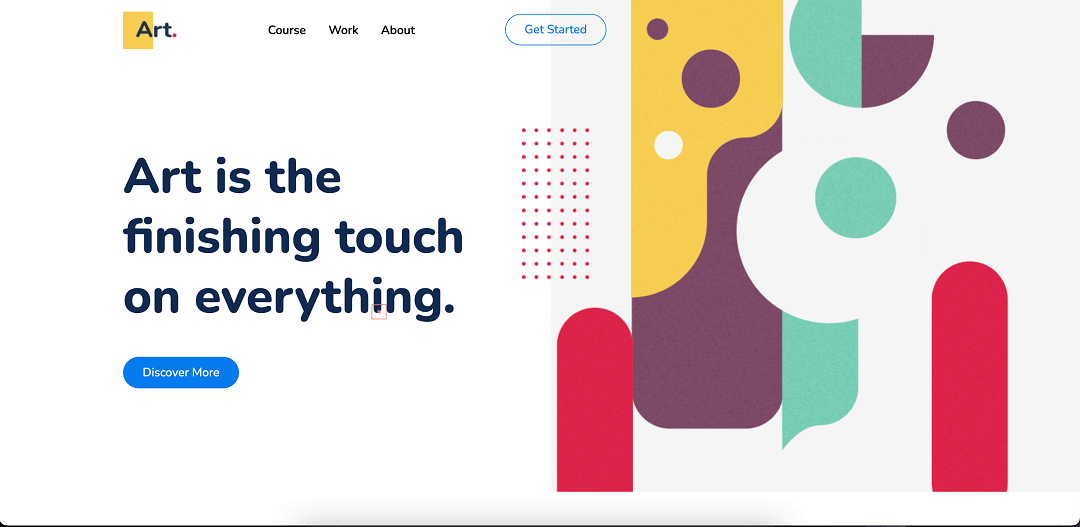 Art.
Course Work About
Get Started
Art is the
finishing touch
on everything.
Discover More